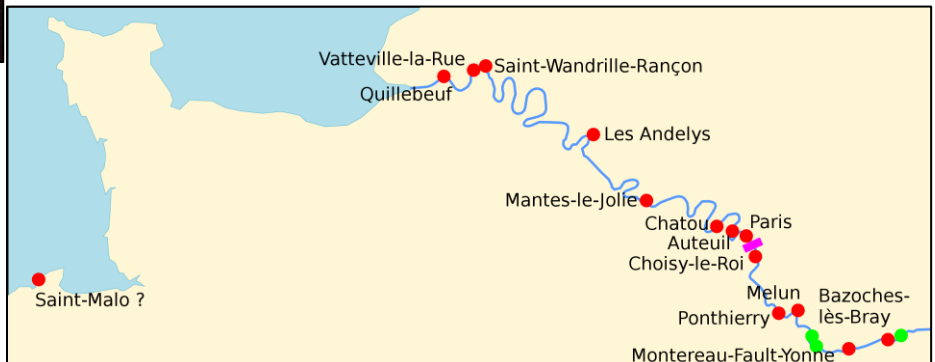 Vatteville-la-Rue
Saint-Wandrille-Rançon
Quillebeuf
Les Andelys
Mantes-le-Jolie
Chatou
Paris
Auteuil
Choisy-le-Roi
Saint-Malo ?
Melun
Bazoches-
lès-Bray
Ponthierry
Montereau-Fault-Yonne